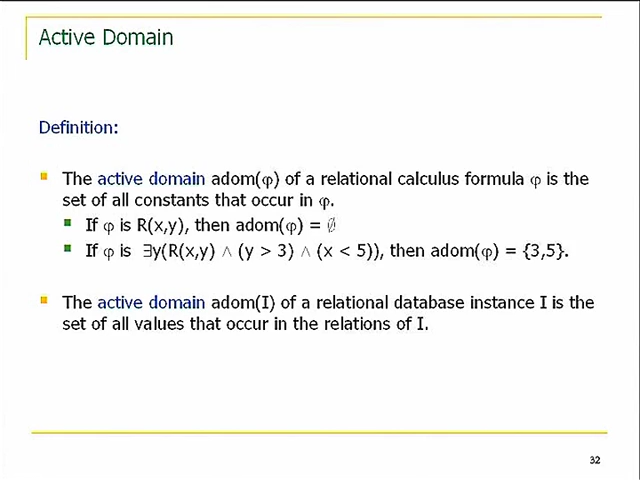 Active Domain
Definition:
The active domain adom(φ) of a relational calculus formula φ is the
set of all constants that occur in φ.
If φ is R(x,y), then adom(φ) = ∅
If φ is ∃y(R(x,y) ∧ (y > 3) ∧ (x < 5)), then adom(φ) = {3,5}.
The active domain adom(I) of a relational database instance I is the
set of all values that occur in the relations of I.
32